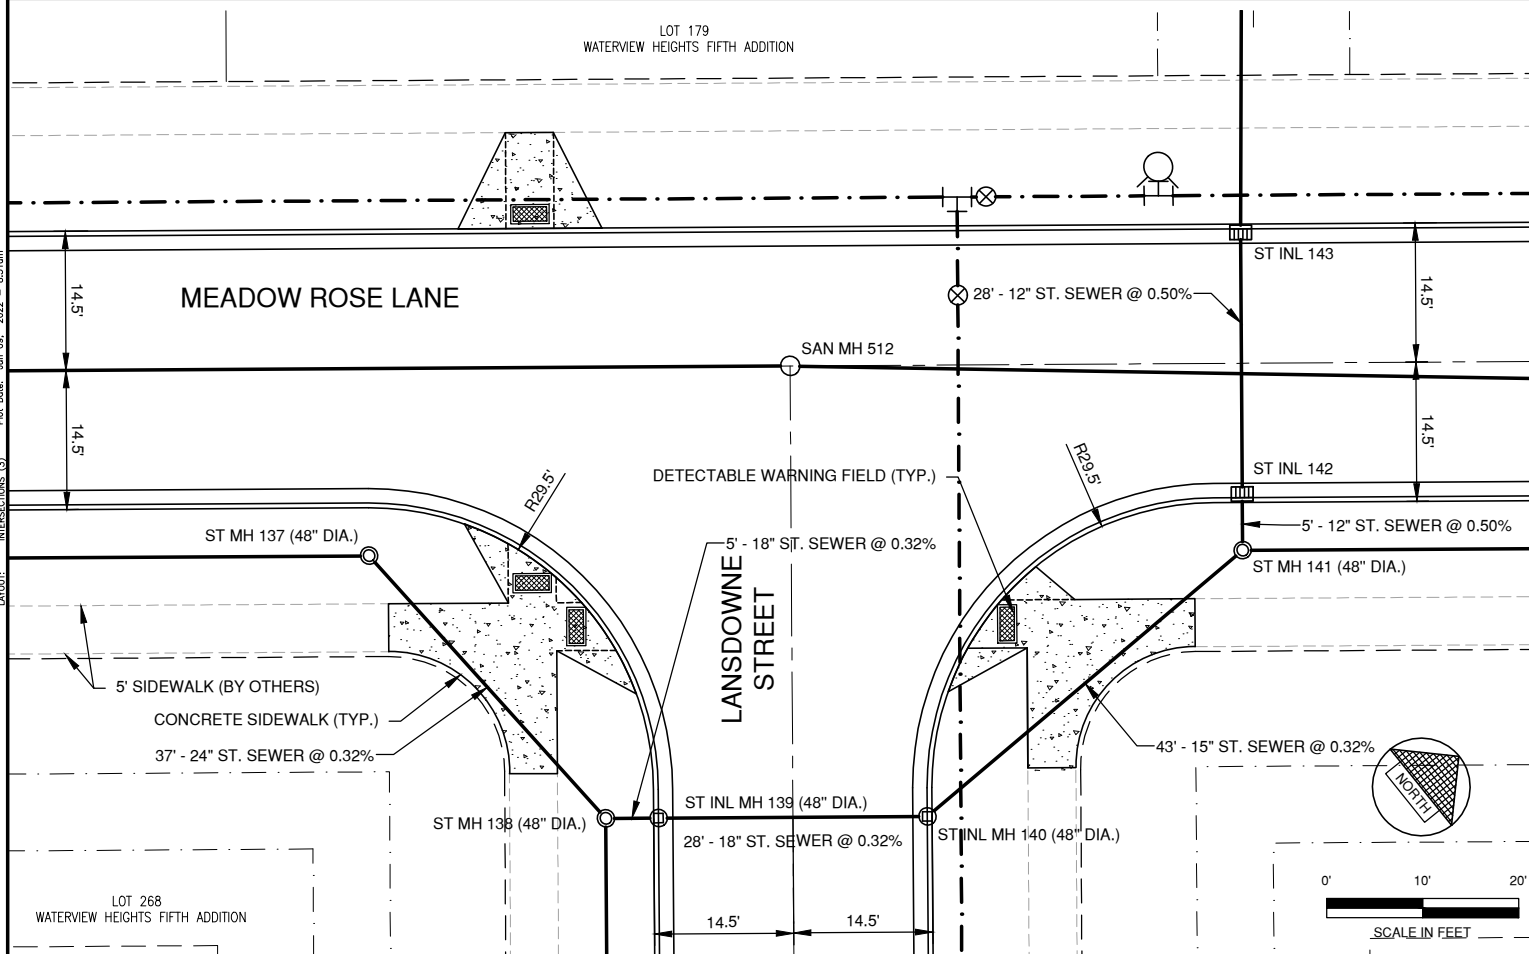 LOT 179
WATERVIEW HEIGHTS FIFTH ADDITION
ST INL 143
14.5'
MEADOW ROSE LANE
28' - 12" ST. SEWER @ 0.50%
14.5'
SAN MH 512
14.5'
14.5'
R29.5'
DETECTABLE WARNING FIELD (TYP.)
R29.5'
ST INL 142
ST MH 137 (48" DIA.)
5' - 18" ST. SEWER @ 0.32%
5' - 12" ST. SEWER @ 0.50%
ST MH 141 (48" DIA.)
LAYOUT:
INTERSECTIONS (3)
LANSDOWNE
STREET
5' SIDEWALK (BY OTHERS)
CONCRETE SIDEWALK (TYP.)
37' - 24" ST. SEWER @ 0.32%
43' - 15" ST. SEWER @ 0.32%
NORTH
ST INL MH 139 (48" DIA.)
ST MH 138 (48" DIA.)
28' - 18" ST. SEWER @ 0.32%
ST INL MH 140 (48" DIA.)
LOT 268
WATERVIEW HEIGHTS FIFTH ADDITION
14.5'
14.5'
0' 10' 20'
SCALE IN FEET